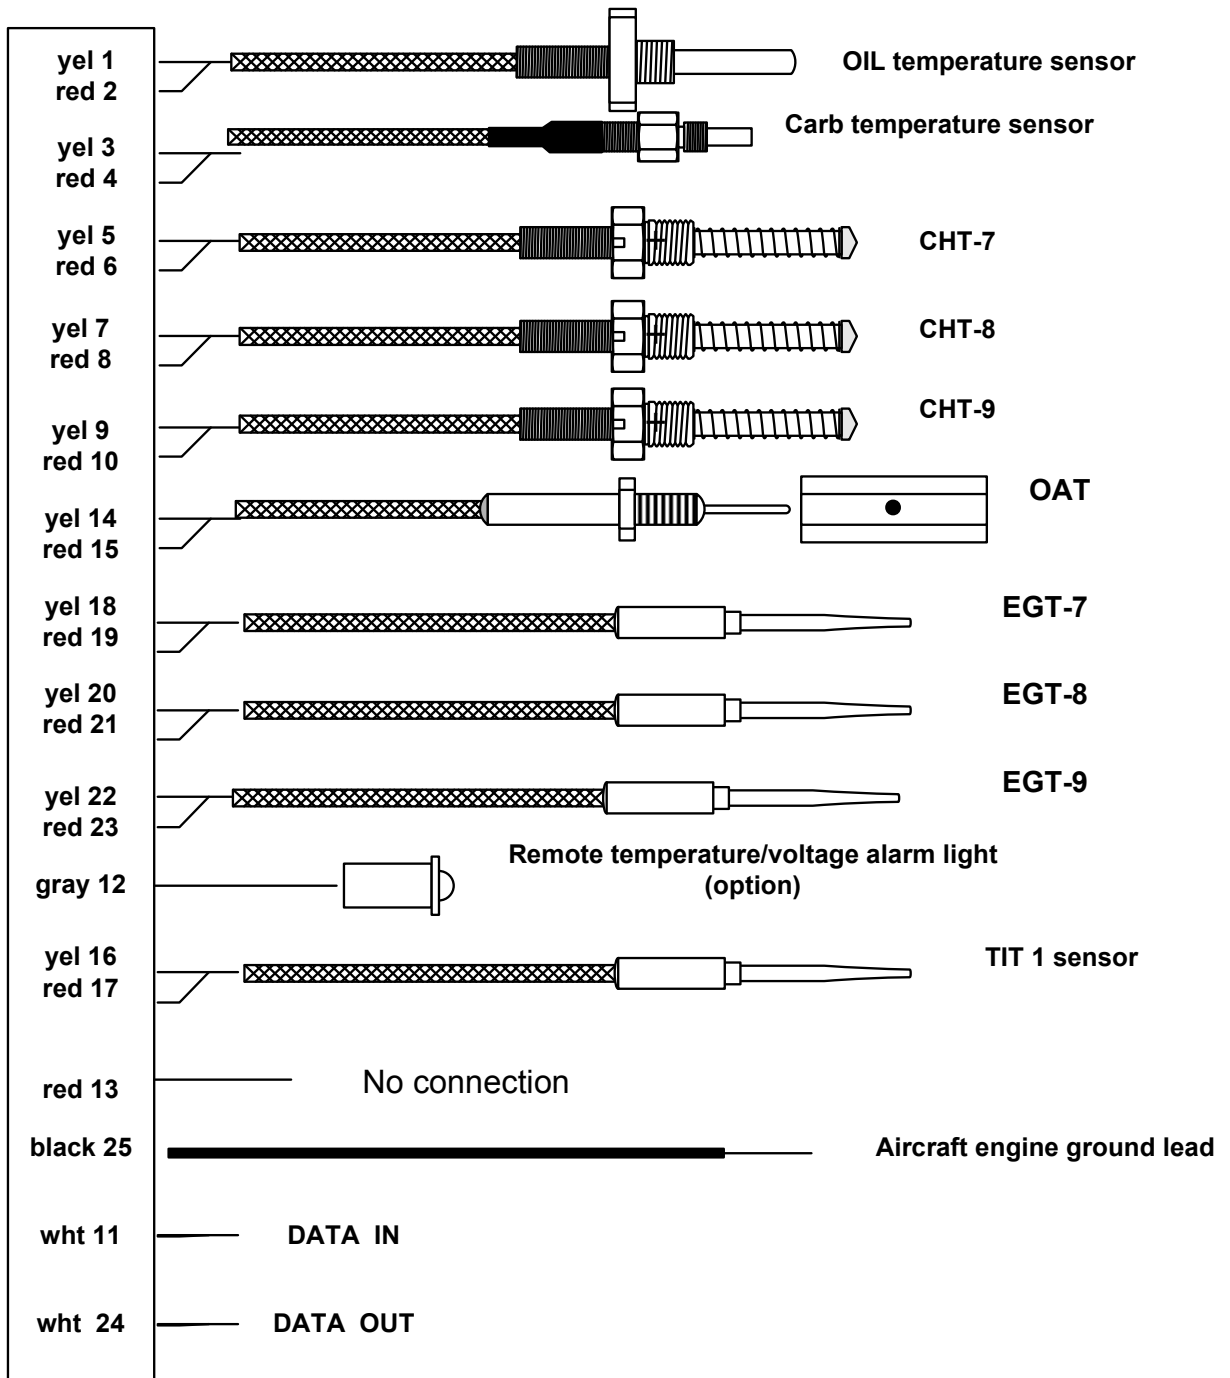 yel 1
red 2
OIL temperature sensor
Carb temperature sensor
yel 3
red 4
yel 5
red 6
CHT-7
yel 7
red 8
CHT-8
yel 9
red 10
CHT-9
yel 14
red 15
OAT
yel 18
red 19
EGT-7
yel 20
red 21
EGT-8
yel 22
red 23
EGT-9
gray 12
Remote temperature/voltage alarm light
(option)
yel 16
red 17
TIT 1 sensor
red 13
No connection
black 25
Aircraft engine ground lead
wht 11
DATA IN
wht 24
DATA OUT